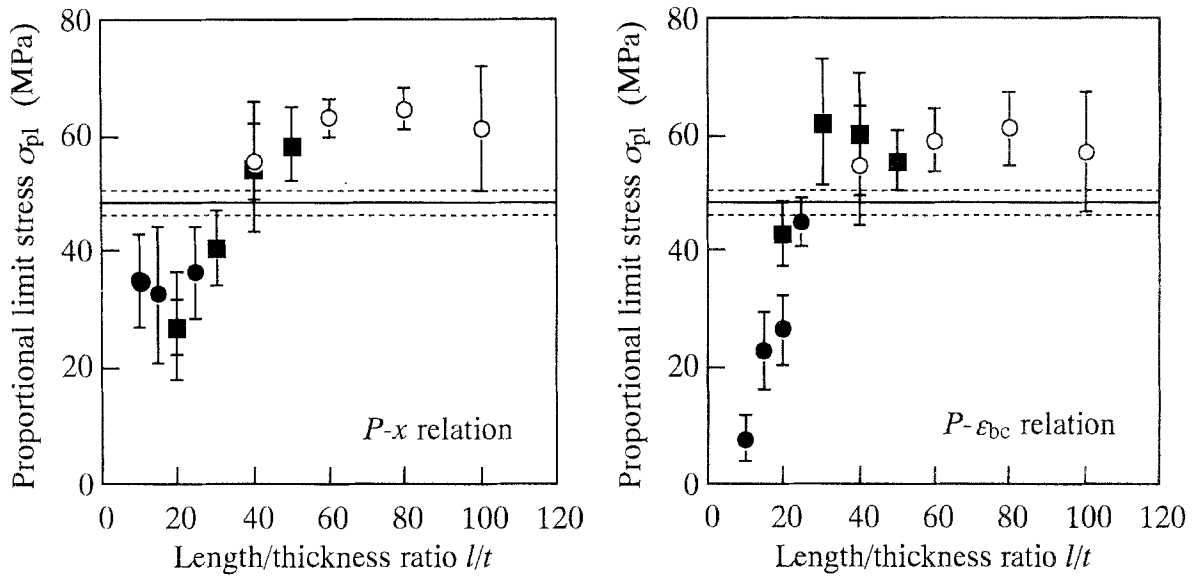 80
60
40
20
0
Proportional limit stress σpl (MPa)
P-x relation
0 20 40 60 80 100 120
Length/thickness ratio l/t
80
60
40
20
0
Proportional limit stress σpl (MPa)
P-εbc relation
0 20 40 60 80 100 120
Length/thickness ratio l/t